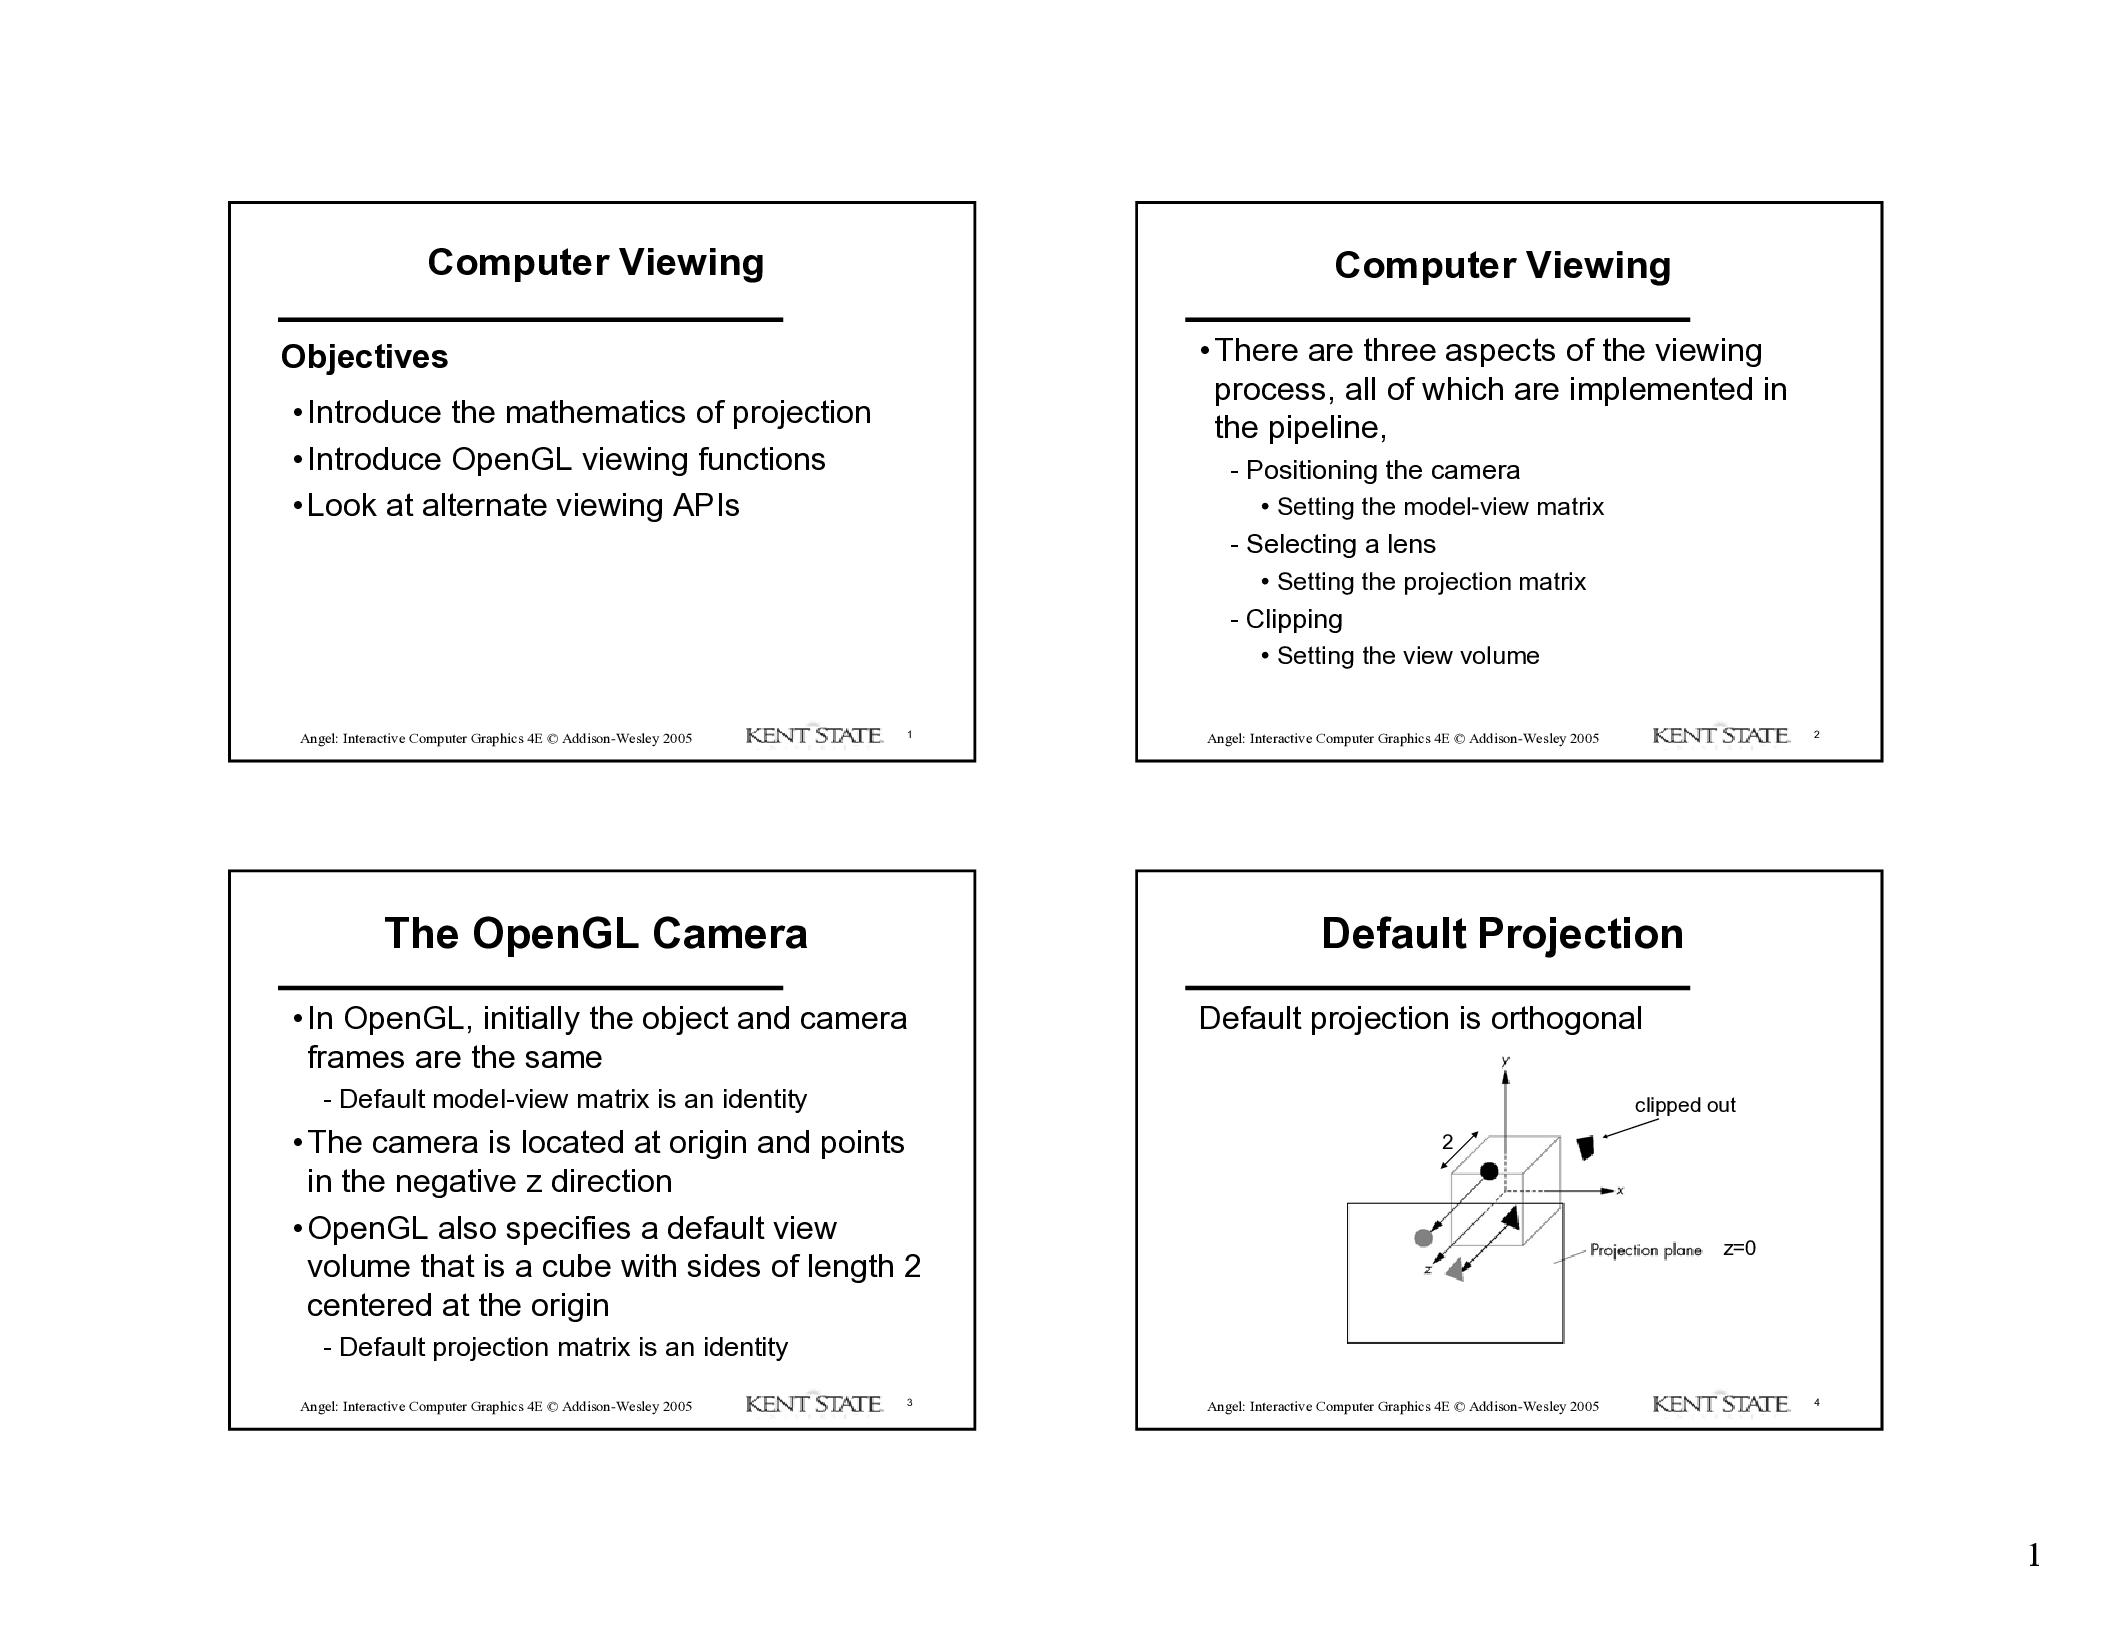 Computer Viewing
Objectives
• Introduce the mathematics of projection
• Introduce OpenGL viewing functions
• Look at alternate viewing APIs
Angel: Interactive Computer Graphics 4E © Addison-Wesley 2005
KENT STATE
1
Computer Viewing
• There are three aspects of the viewing
process, all of which are implemented in
the pipeline,
- Positioning the camera
• Setting the model-view matrix
- Selecting a lens
• Setting the projection matrix
- Clipping
• Setting the view volume
Angel: Interactive Computer Graphics 4E © Addison-Wesley 2005
KENT STATE
2
The OpenGL Camera
• In OpenGL, initially the object and camera
frames are the same
- Default model-view matrix is an identity
• The camera is located at origin and points
in the negative z direction
• OpenGL also specifies a default view
volume that is a cube with sides of length 2
centered at the origin
- Default projection matrix is an identity
Angel: Interactive Computer Graphics 4E © Addison-Wesley 2005
KENT STATE
3
Default Projection
Default projection is orthogonal
y
clipped out
2
x
Projection plane z=0
z
Angel: Interactive Computer Graphics 4E © Addison-Wesley 2005
KENT STATE
4
1